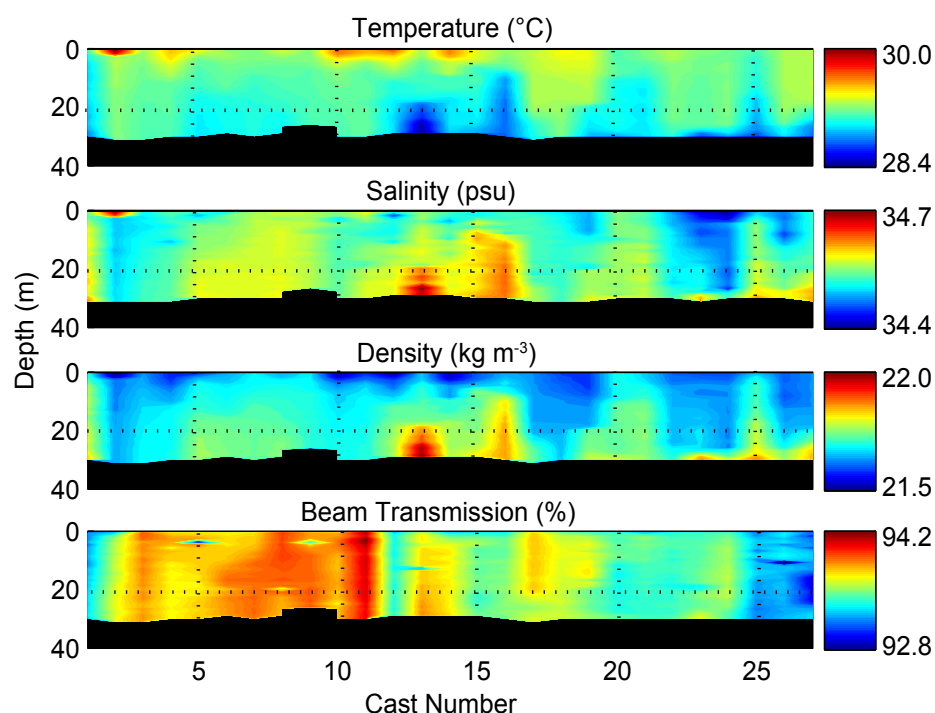 Temperature (°C)
0
20
40
30.0
28.4
Salinity (psu)
0
20
40
34.7
34.4
Depth (m)
Density (kg m⁻³)
0
20
40
22.0
21.5
Beam Transmission (%)
0
20
40
94.2
92.8
5 10 15 20 25
Cast Number